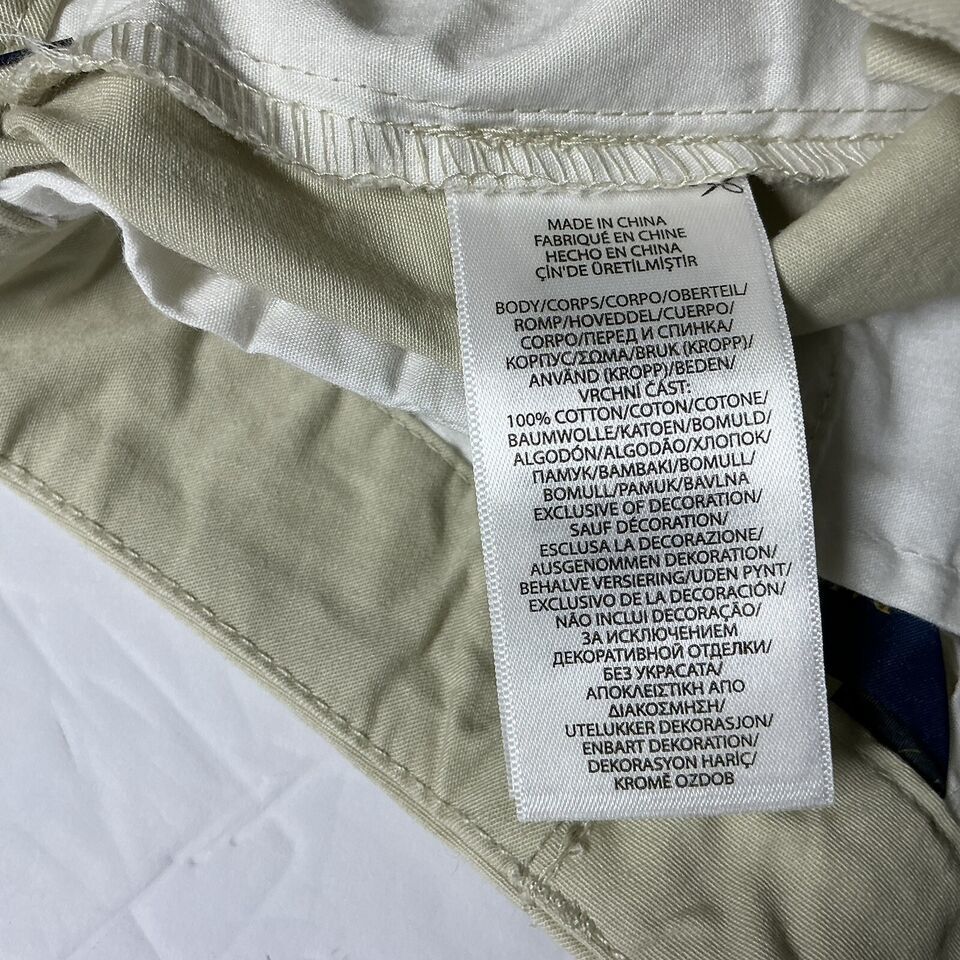 MADE IN CHINA
FABRIQUÉ EN CHINE
HECHO EN CHINA
ÇİN'DE ÜRETİLMİŞTİR
BODY/CORPS/CORPO/OBERTEIL/
ROMP/HOVEDDEL/CUERPO/
CORPO/ПЕРЕД И СПИНКА/
КОРПУС/ΣΩΜΑ/BRUK (KROPP)/
ANVÄND (KROPP)/BEDEN/
VRCHNÍ ČÁST:
100% COTTON/COTON/COTONE/
BAUMWOLLE/KATOEN/BOMULD/
ALGODÓN/ALGODÃO/ХЛОПОК/
ПАМУК/ΒΑΜΒΑΚΙ/BOMULL/
BOMULL/PAMUK/BAVLNA
EXCLUSIVE OF DECORATION/
SAUF DÉCORATION/
ESCLUSA LA DECORAZIONE/
AUSGENOMMEN DEKORATION/
BEHALVE VERSIERING/UDEN PYNT/
EXCLUSIVO DE LA DECORACIÓN/
NÃO INCLUI DECORAÇÃO/
ЗА ИСКЛЮЧЕНИЕМ
ДЕКОРАТИВНОЙ ОТДЕЛКИ/
БЕЗ УКРАСАТА/
ΑΠΟΚΛΕΙΣΤΙΚΗ ΑΠΟ
ΔΙΑΚΟΣΜΗΣΗ/
UTELUKKER DEKORASJON/
ENBART DEKORATION/
DEKORASYON HARİÇ/
KROMĚ OZDOB